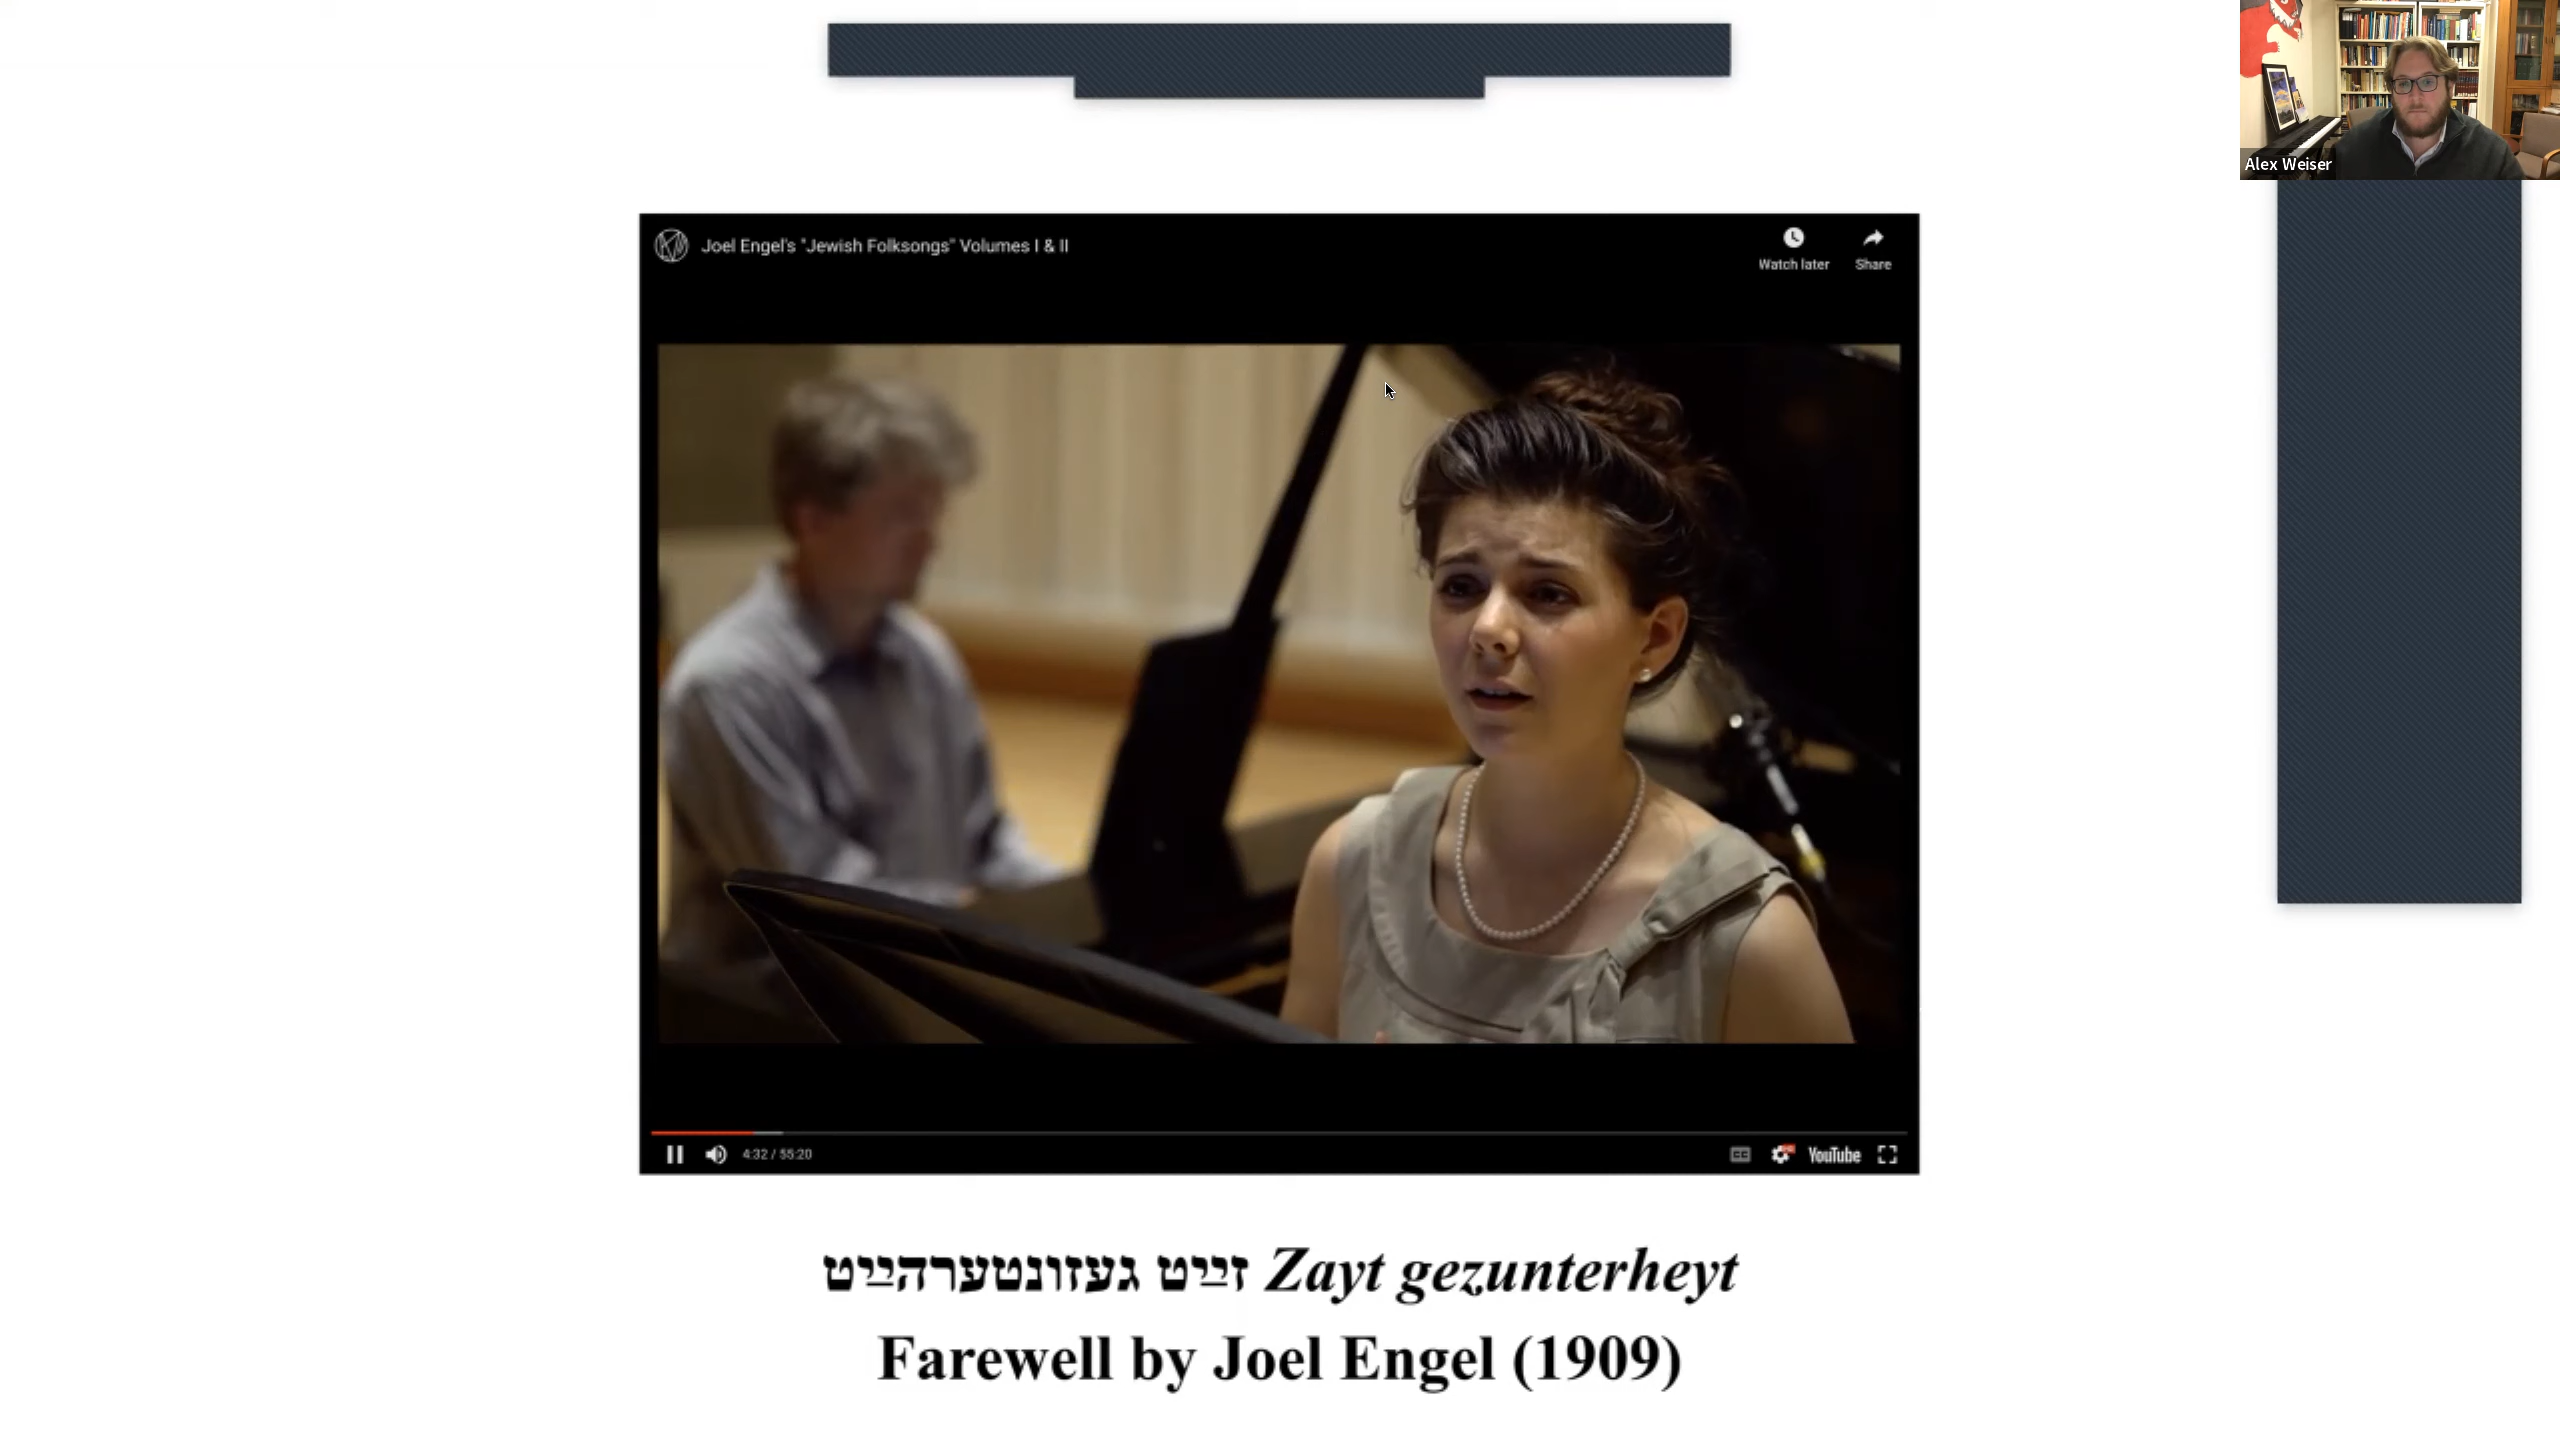 Alex Weiser
Joel Engel's "Jewish Folksongs" Volumes I & II
Watch later
Share
4:32 / 55:20
CC
YouTube
זײַט געזונטערהײַט Zayt gezunterheyt
Farewell by Joel Engel (1909)